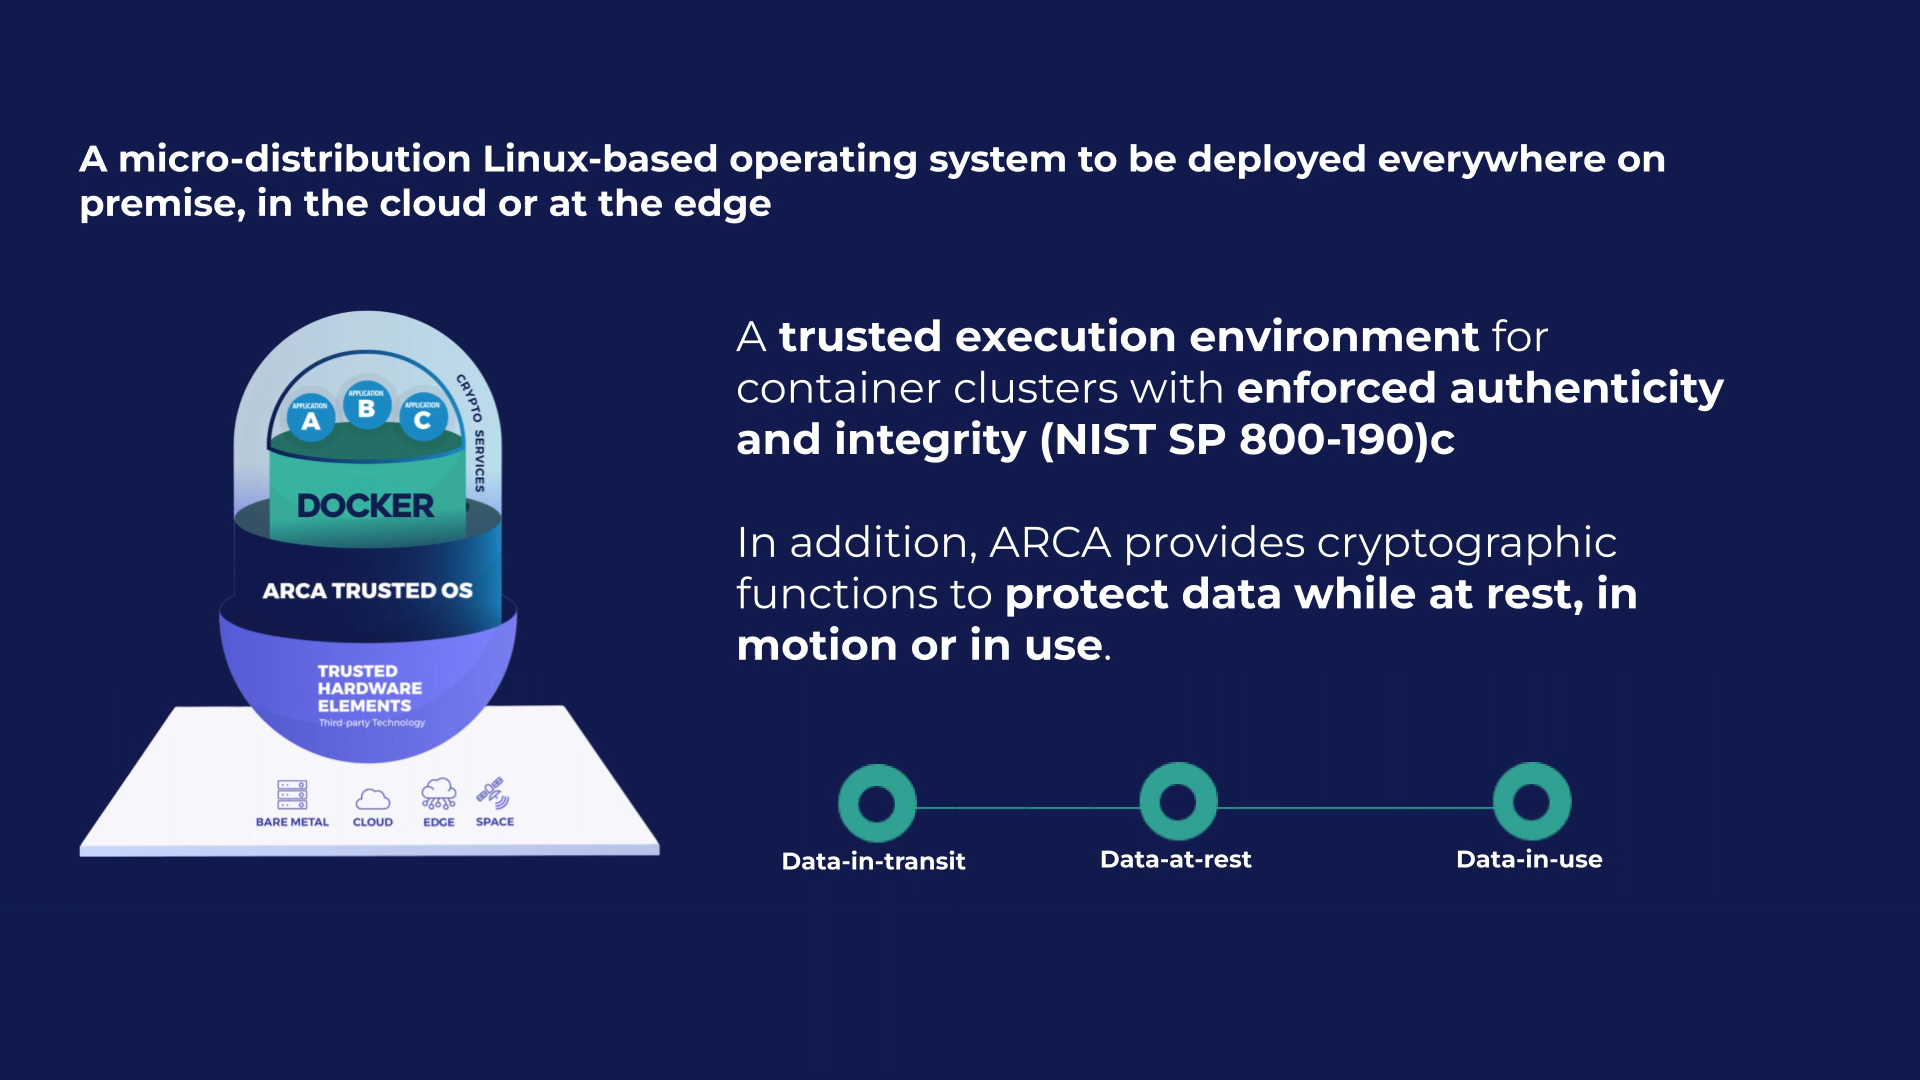 A micro-distribution Linux-based operating system to be deployed everywhere on
premise, in the cloud or at the edge
A trusted execution environment for
container clusters with enforced authenticity
and integrity (NIST SP 800-190)c
In addition, ARCA provides cryptographic
functions to protect data while at rest, in
motion or in use.
CRYPTO SERVICES
APPLICATION
A
APPLICATION
B
APPLICATION
C
DOCKER
ARCA TRUSTED OS
TRUSTED
HARDWARE
ELEMENTS
Third-party Technology
BARE METAL
CLOUD
EDGE
SPACE
Data-in-transit
Data-at-rest
Data-in-use